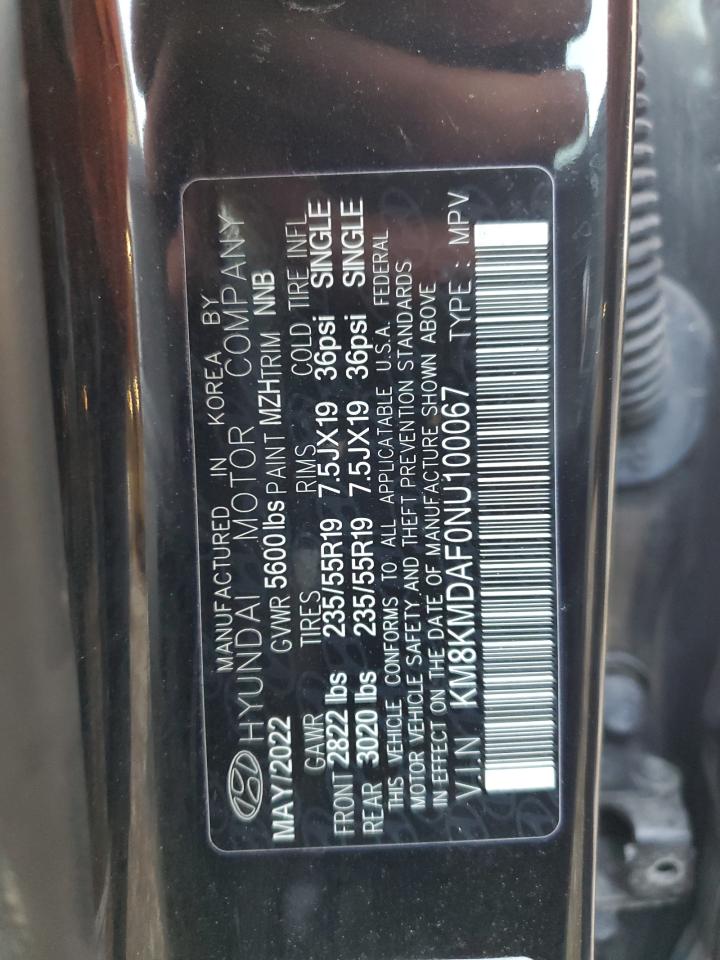 MANUFACTURED IN KOREA BY
HYUNDAI MOTOR COMPANY
MAY/2022 GVWR 5600 lbs PAINT MZH TRIM NNB
GAWR TIRES RIMS COLD TIRE INFL
FRONT 2822 lbs 235/55R19 7.5JX19 36psi SINGLE
REAR 3020 lbs 235/55R19 7.5JX19 36psi SINGLE
THIS VEHICLE CONFORMS TO ALL APPLICABLE U.S.A. FEDERAL
MOTOR VEHICLE SAFETY AND THEFT PREVENTION STANDARDS
IN EFFECT ON THE DATE OF MANUFACTURE SHOWN ABOVE
V.I.N KM8KMDAF0NU100067 TYPE : MPV